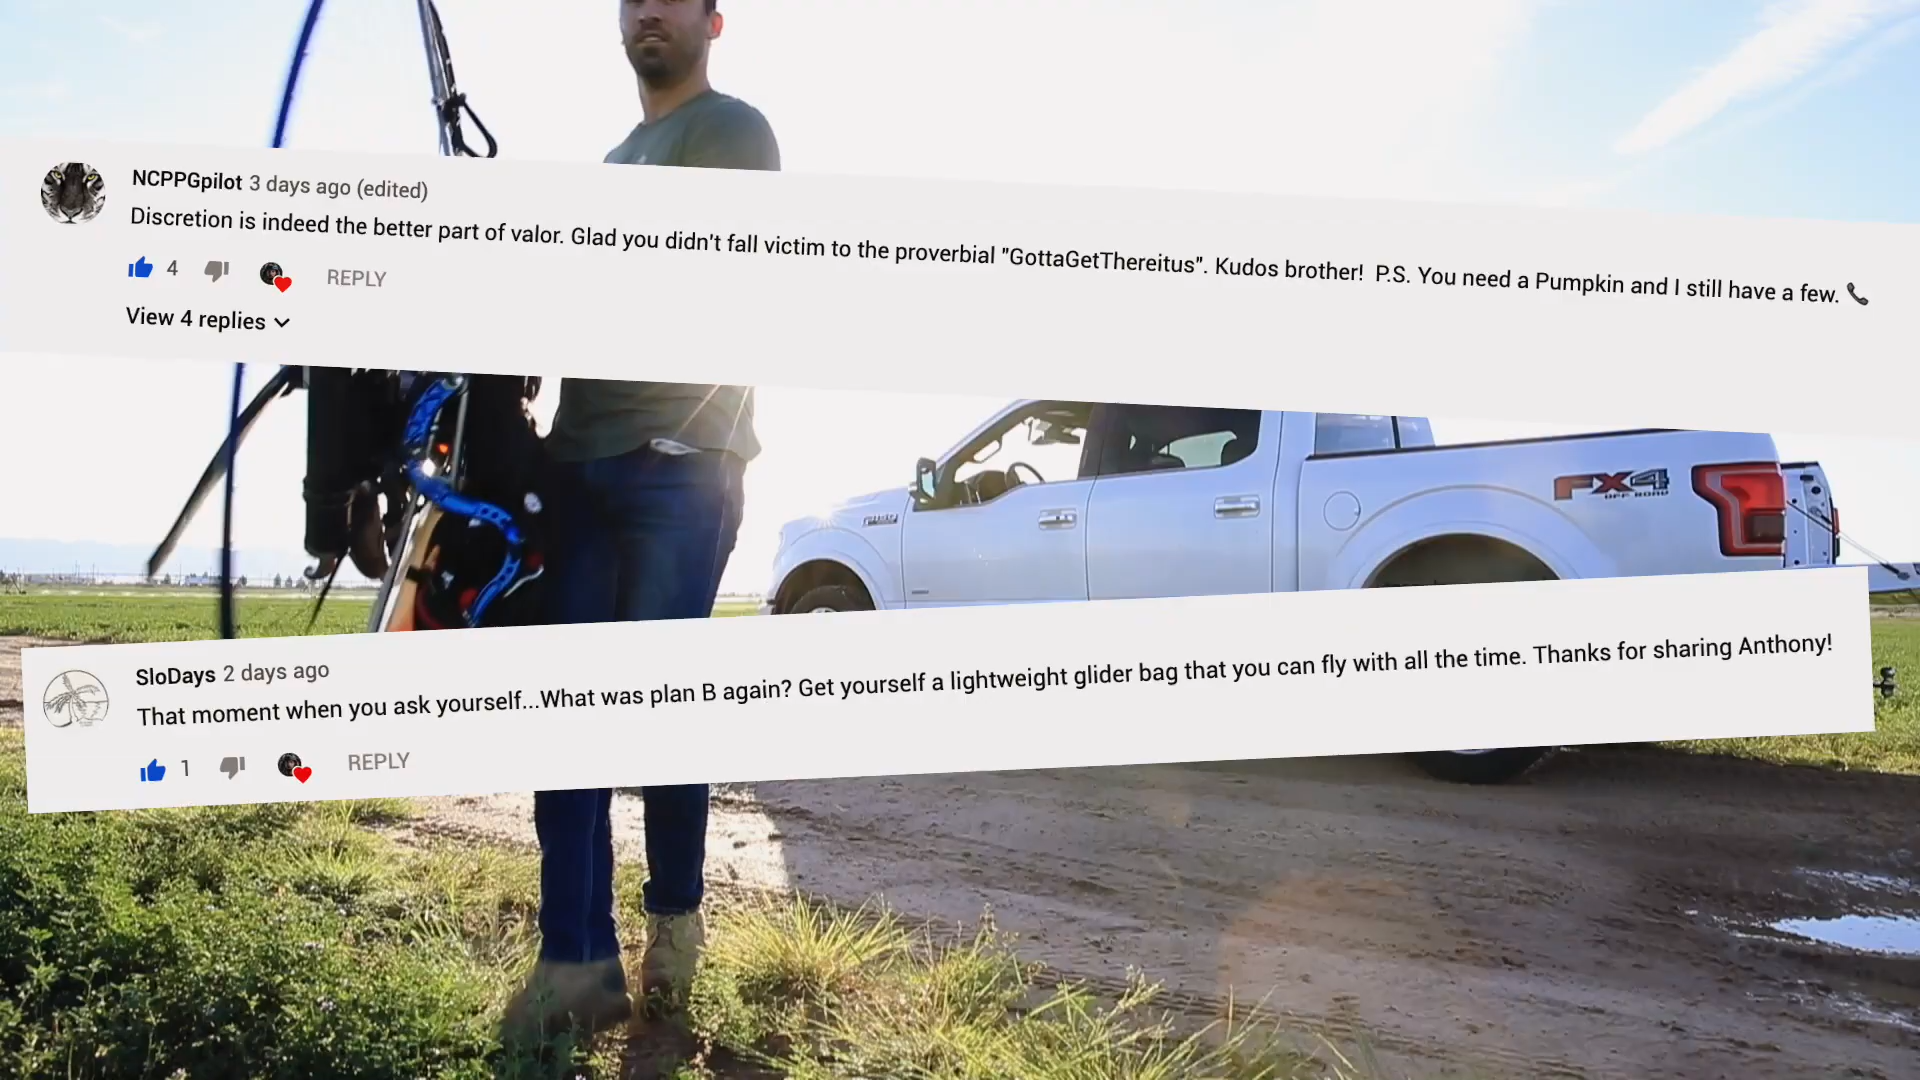 NCPPGpilot 3 days ago (edited)
Discretion is indeed the better part of valor. Glad you didn't fall victim to the proverbial "GottaGetThereitus". Kudos brother!  P.S. You need a Pumpkin and I still have a few. 📞
4 REPLY
View 4 replies
F150
FX4
OFF ROAD
SloDays 2 days ago
That moment when you ask yourself...What was plan B again? Get yourself a lightweight glider bag that you can fly with all the time. Thanks for sharing Anthony!
1 REPLY